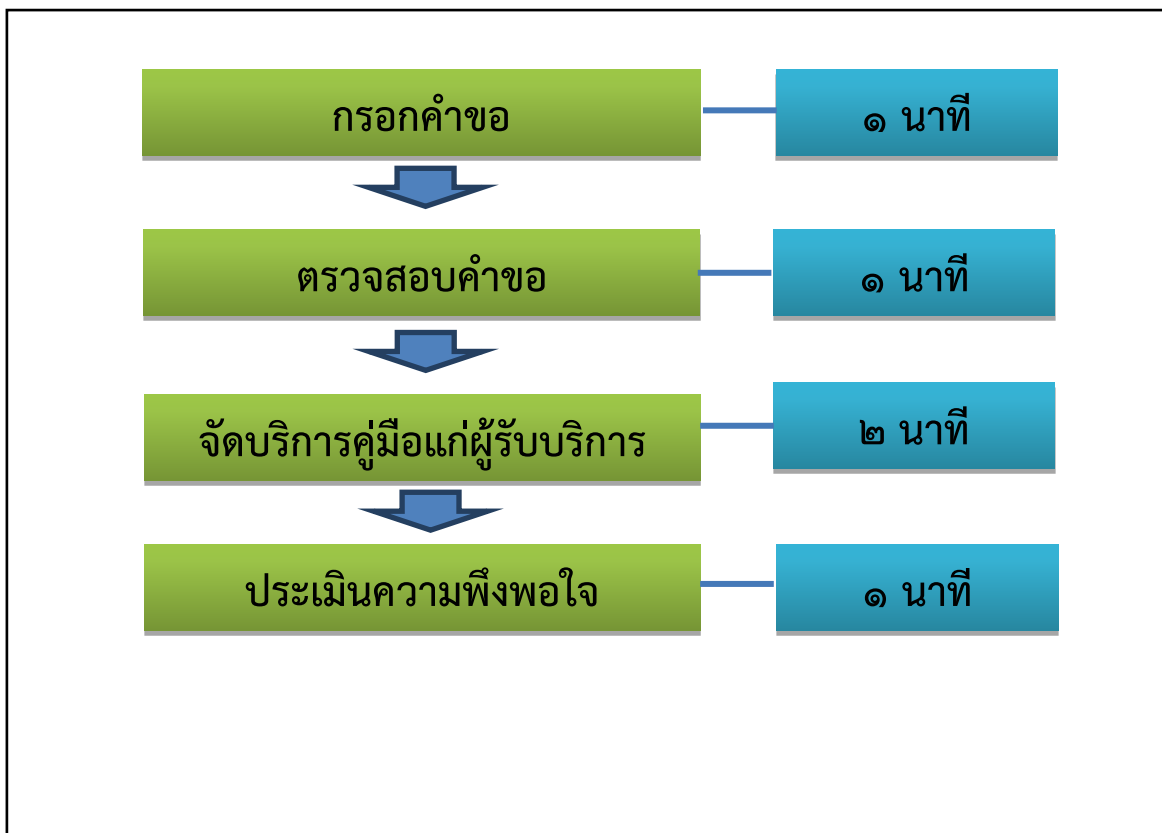 กรอกคำขอ
๑ นาที
ตรวจสอบคำขอ
๑ นาที
จัดบริการคู่มือแก่ผู้รับบริการ
๒ นาที
ประเมินความพึงพอใจ
๑ นาที